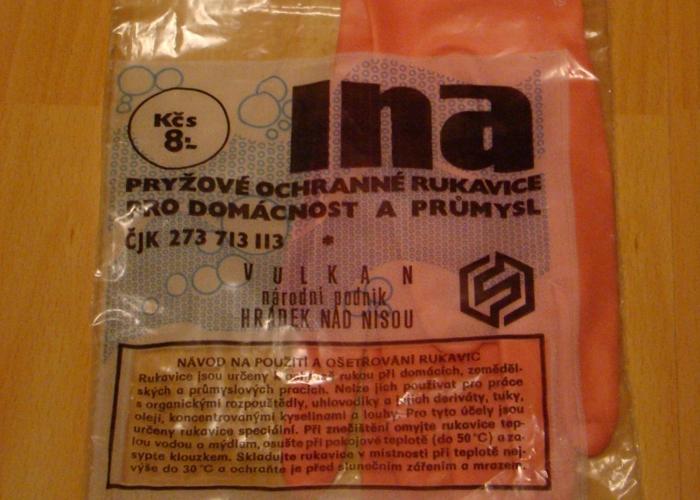 Kčs
8.-
ına
PRYŽOVÉ OCHRANNÉ RUKAVICE
PRO DOMÁCNOST A PRŮMYSL
ČJK 273 713 113 *
VULKAN
národní podnik
HRÁDEK NAD NISOU
NÁVOD NA POUŽITÍ A OŠETŘOVÁNÍ RUKAVIC
Rukavice jsou určeny k ochraně rukou při domácích, zeměděl-
ských a průmyslových pracích. Nelze jich používat pro práce
s organickými rozpouštědly, uhlovodíky a jejich deriváty, tuky,
oleji, koncentrovanými kyselinami a louhy. Pro tyto účely jsou
určeny rukavice speciální. Při znečištění omyjte rukavice tep-
lou vodou a mýdlem, osušte při pokojové teplotě (do 50°C) a za-
sypte klouzkem. Skladujte rukavice v místnosti při teplotě nej-
výše do 30°C a ochraňte je před slunečním zářením a mrazem.